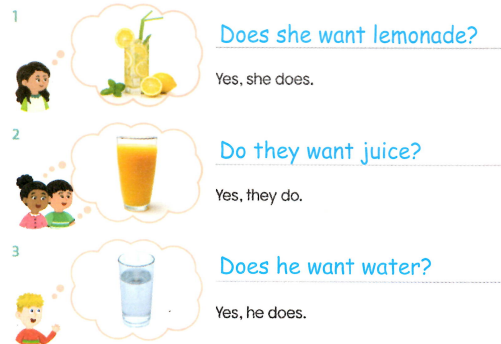 1
Does she want lemonade?
Yes, she does.
2
Do they want juice?
Yes, they do.
3
Does he want water?
Yes, he does.